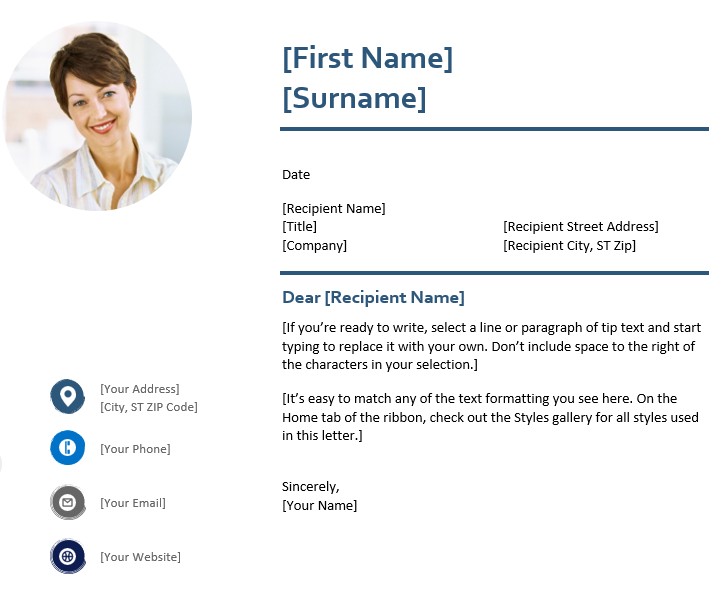 [First Name]
[Surname]
Date
[Recipient Name]
[Title]
[Company]
[Recipient Street Address]
[Recipient City, ST Zip]
Dear [Recipient Name]
[If you’re ready to write, select a line or paragraph of tip text and start
typing to replace it with your own. Don’t include space to the right of
the characters in your selection.]
[It’s easy to match any of the text formatting you see here. On the
Home tab of the ribbon, check out the Styles gallery for all styles used
in this letter.]
Sincerely,
[Your Name]
[Your Address]
[City, ST ZIP Code]
[Your Phone]
[Your Email]
[Your Website]